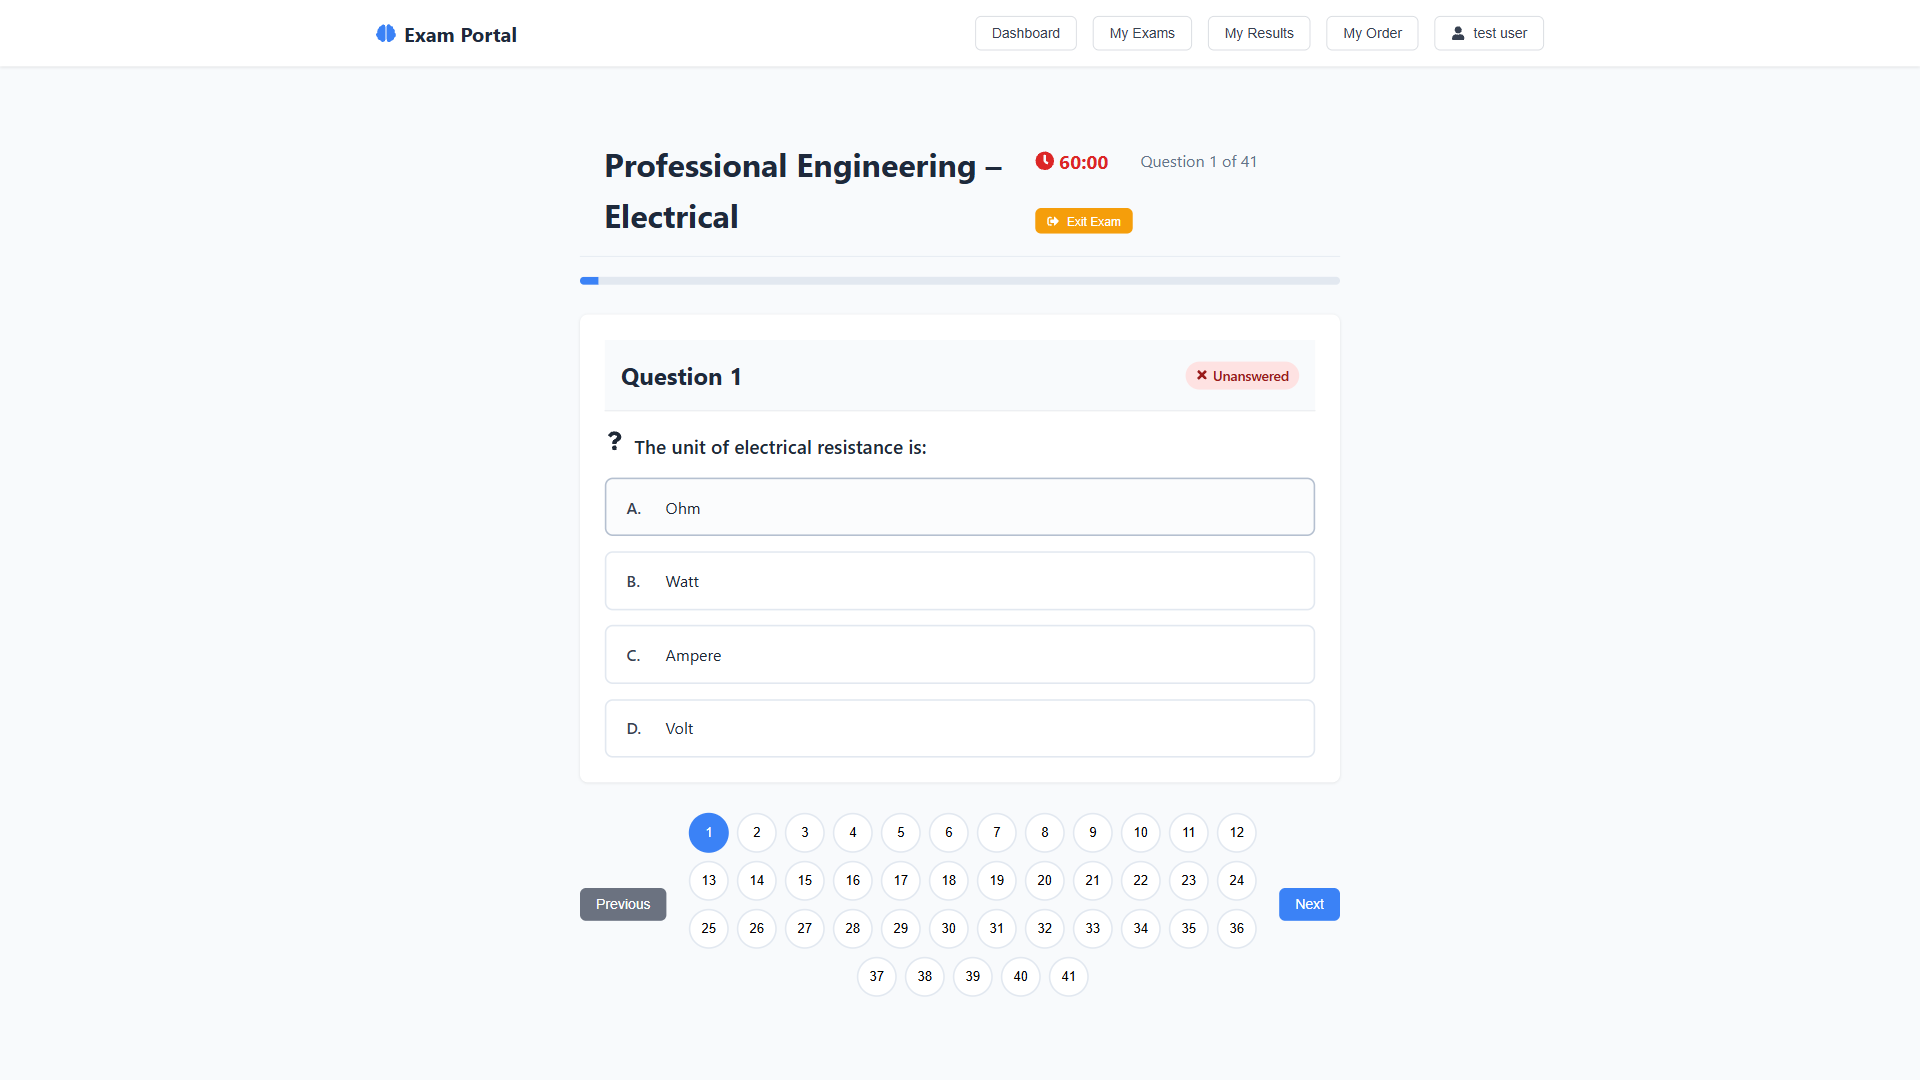 Exam Portal
Dashboard
My Exams
My Results
My Order
test user
Professional Engineering –
Electrical
60:00
Question 1 of 41
Exit Exam
Question 1
Unanswered
? The unit of electrical resistance is:
A. Ohm
B. Watt
C. Ampere
D. Volt
1 2 3 4 5 6 7 8 9 10 11 12
13 14 15 16 17 18 19 20 21 22 23 24
Previous
Next
25 26 27 28 29 30 31 32 33 34 35 36
37 38 39 40 41